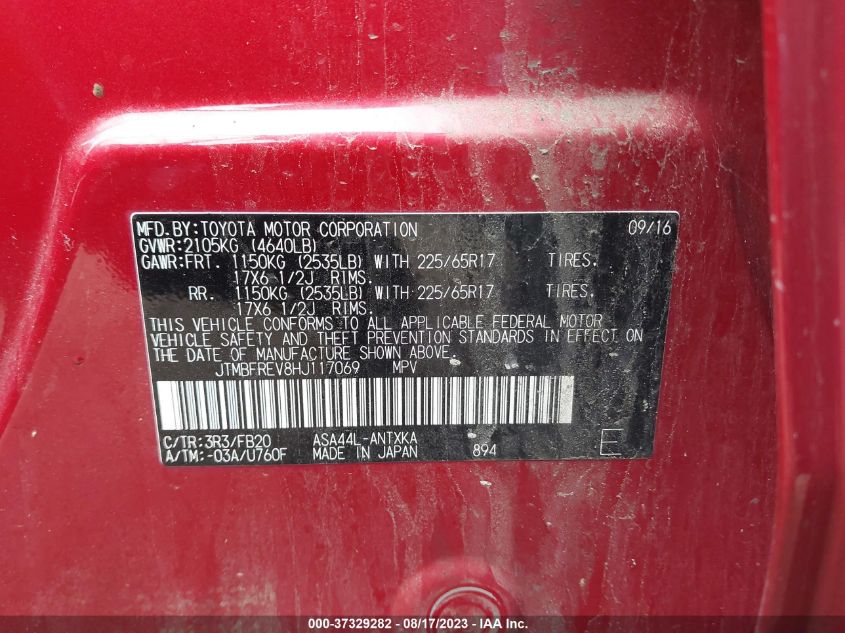 MFD.BY:TOYOTA MOTOR CORPORATION 09/16
GVWR:2105KG (4640LB)
GAWR:FRT. 1150KG (2535LB) WITH 225/65R17 TIRES.
17X6 1/2J RIMS.
RR. 1150KG (2535LB) WITH 225/65R17 TIRES.
17X6 1/2J RIMS.
THIS VEHICLE CONFORMS TO ALL APPLICABLE FEDERAL MOTOR
VEHICLE SAFETY AND THEFT PREVENTION STANDARDS IN EFFECT ON
THE DATE OF MANUFACTURE SHOWN ABOVE.
JTMBFREV8HJ117069 MPV
C/TR:3R3/FB20 ASA44L-ANTXKA
A/TM:-03A/U760F MADE IN JAPAN 894 E
000-37329282 - 08/17/2023 - IAA Inc.